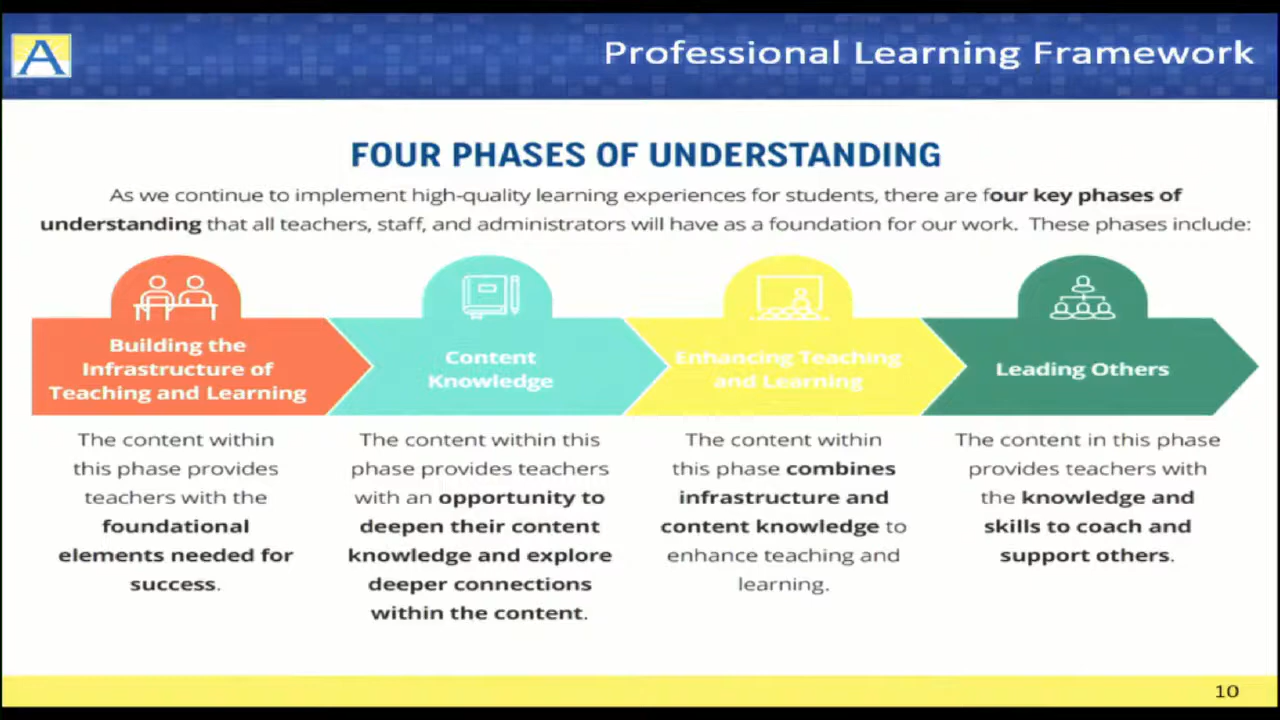 A
Professional Learning Framework
FOUR PHASES OF UNDERSTANDING
As we continue to implement high-quality learning experiences for students, there are four key phases of
understanding that all teachers, staff, and administrators will have as a foundation for our work. These phases include:
Building the
Infrastructure of
Teaching and Learning
The content within
this phase provides
teachers with the
foundational
elements needed for
success.
Content
Knowledge
The content within this
phase provides teachers
with an opportunity to
deepen their content
knowledge and explore
deeper connections
within the content.
Enhancing Teaching
and Learning
The content within
this phase combines
infrastructure and
content knowledge to
enhance teaching and
learning.
Leading Others
The content in this phase
provides teachers with
the knowledge and
skills to coach and
support others.
10